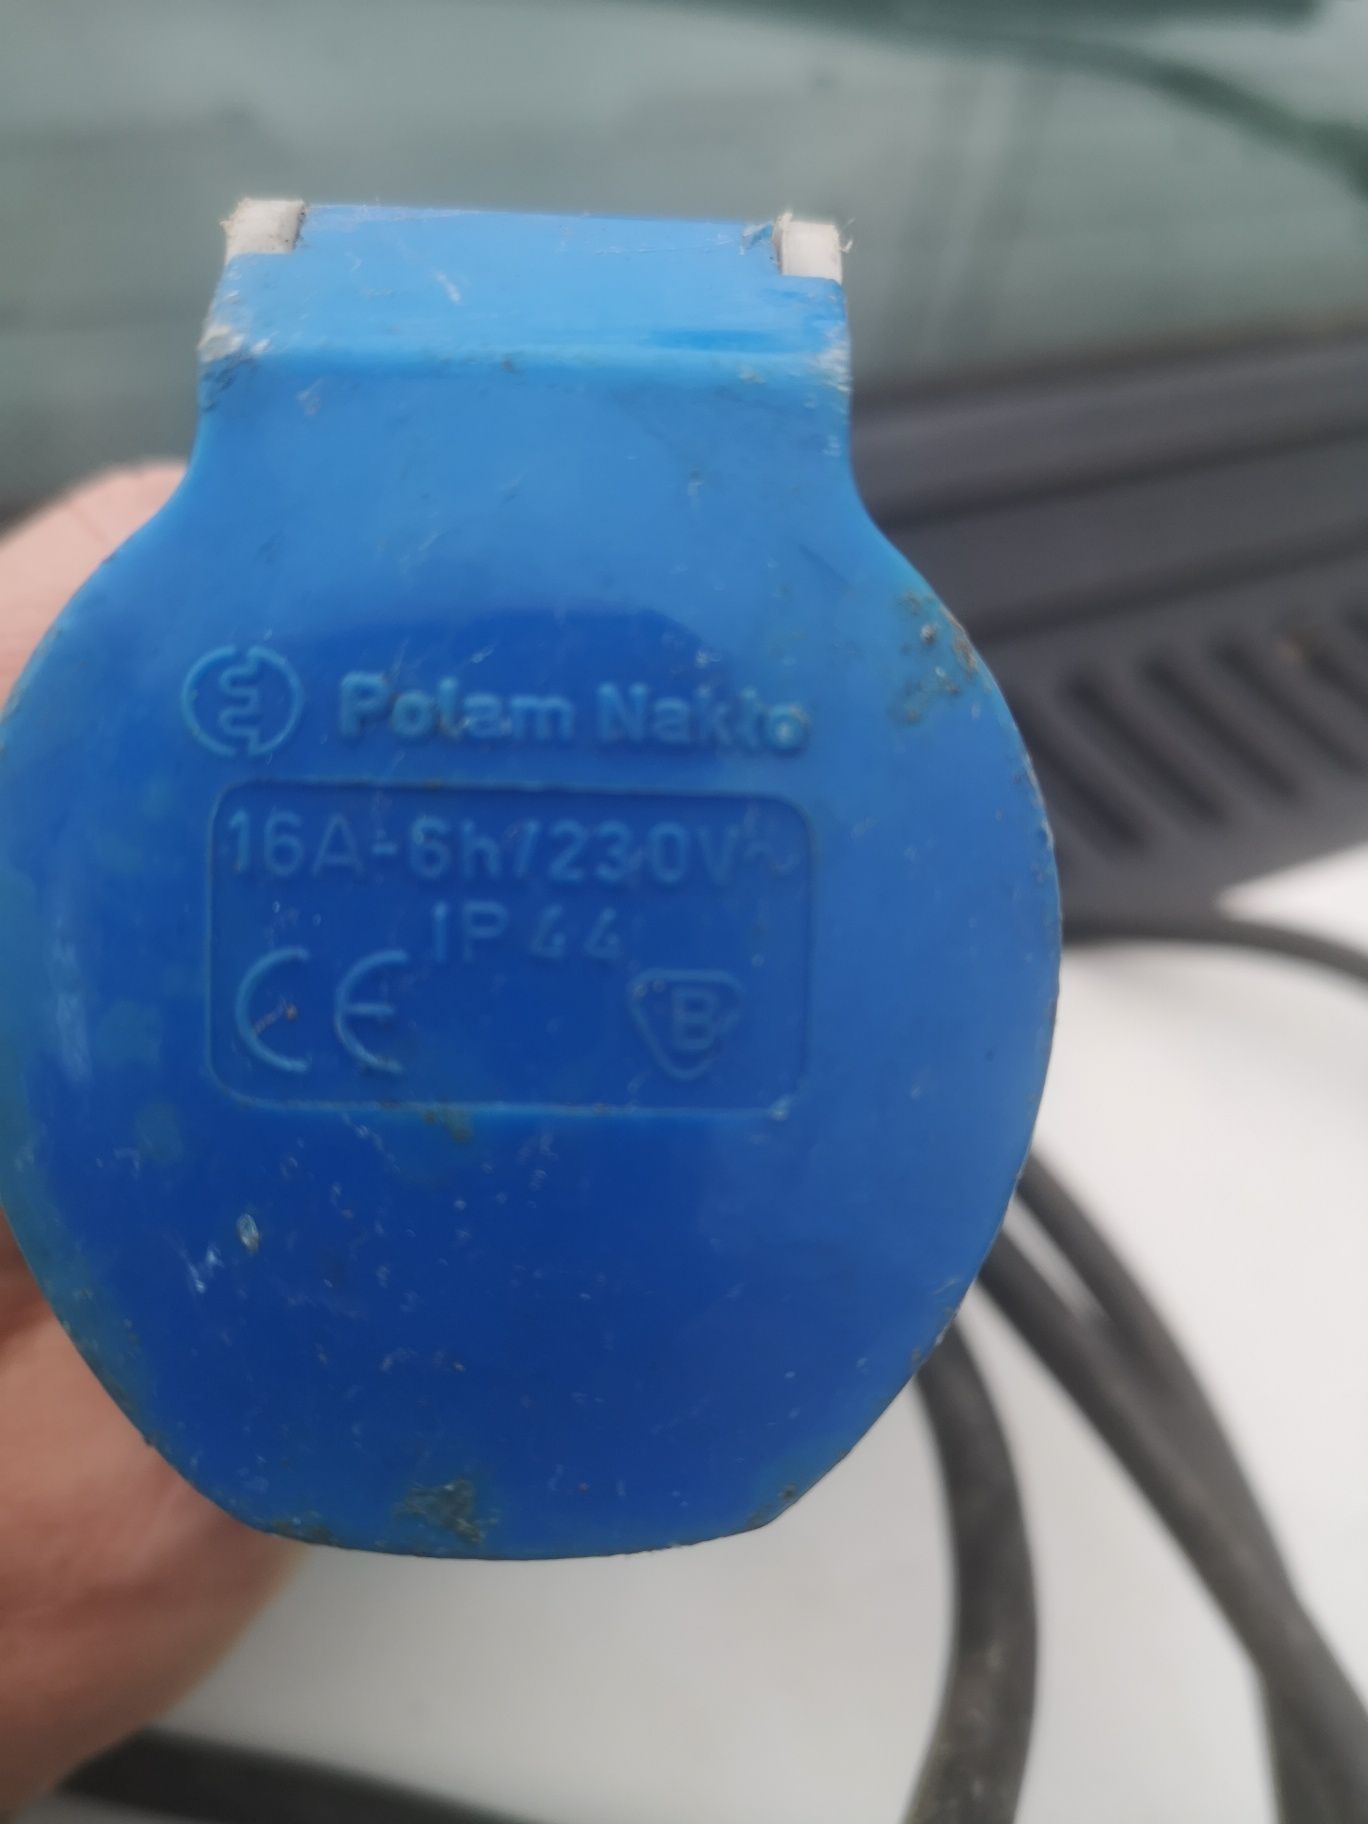 Polam Nakło
16A-6h/230V~
IP44
CE B